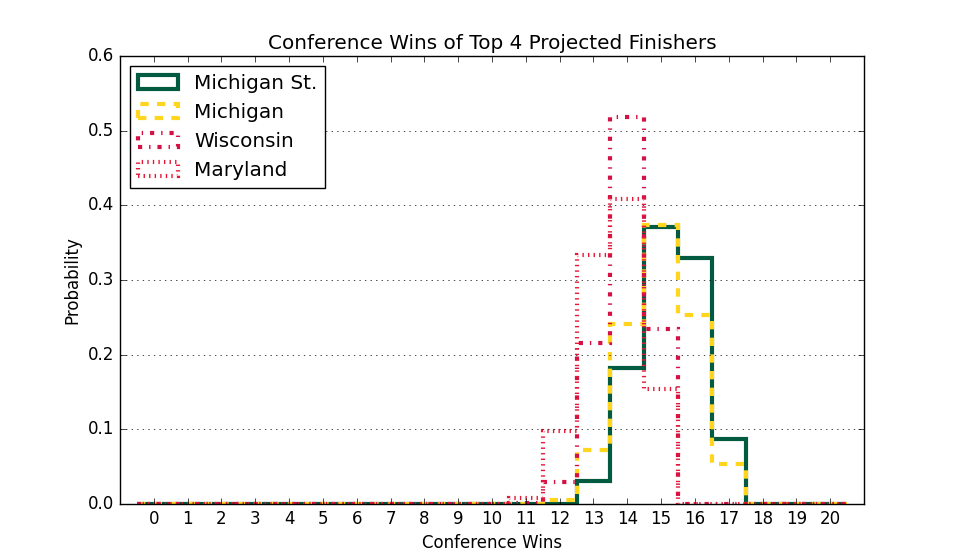 Conference Wins of Top 4 Projected Finishers
0.6
0.5
0.4
0.3
0.2
0.1
0.0
Probability
Michigan St.
Michigan
Wisconsin
Maryland
0 1 2 3 4 5 6 7 8 9 10 11 12 13 14 15 16 17 18 19 20
Conference Wins